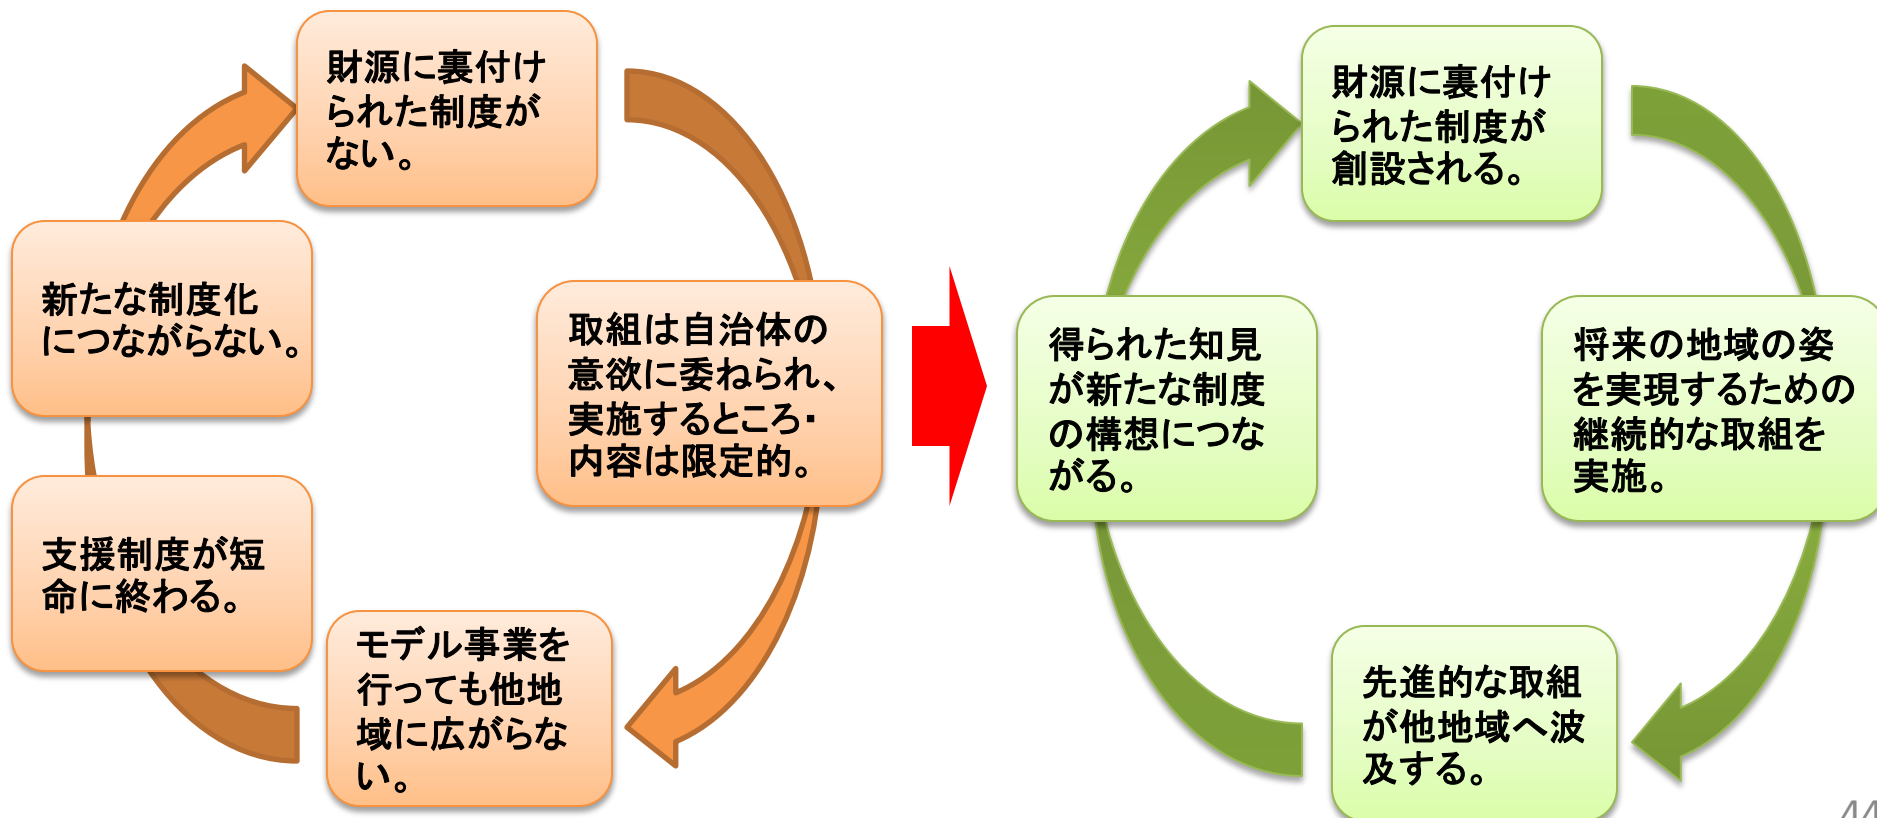 財源に裏付け
られた制度が
ない。
取組は自治体の
意欲に委ねられ、
実施するところ・
内容は限定的。
モデル事業を
行っても他地
域に広がらな
い。
支援制度が短
命に終わる。
新たな制度化
につながらない。
財源に裏付け
られた制度が
創設される。
将来の地域の姿
を実現するための
継続的な取組を
実施。
先進的な取組
が他地域へ波
及する。
得られた知見
が新たな制度
の構想につな
がる。
44